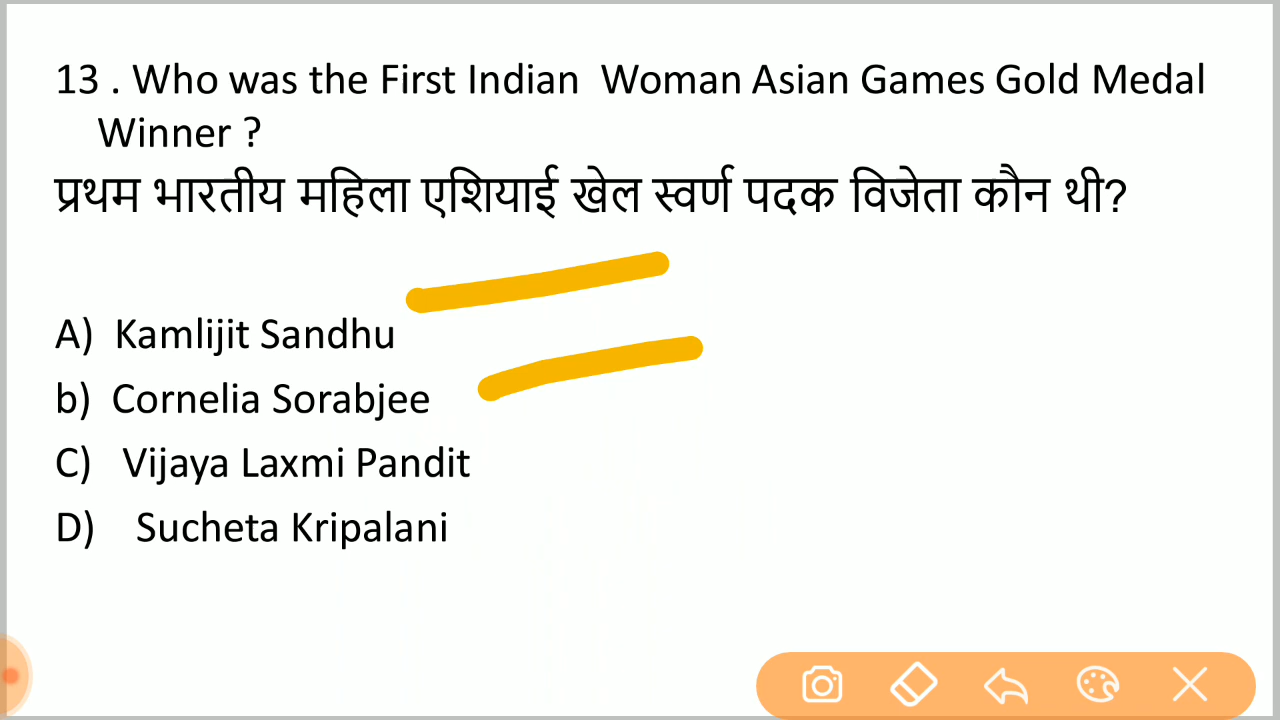 13 . Who was the First Indian Woman Asian Games Gold Medal
Winner ?
प्रथम भारतीय महिला एशियाई खेल स्वर्ण पदक विजेता कौन थी?
A) Kamlijit Sandhu
b) Cornelia Sorabjee
C) Vijaya Laxmi Pandit
D) Sucheta Kripalani